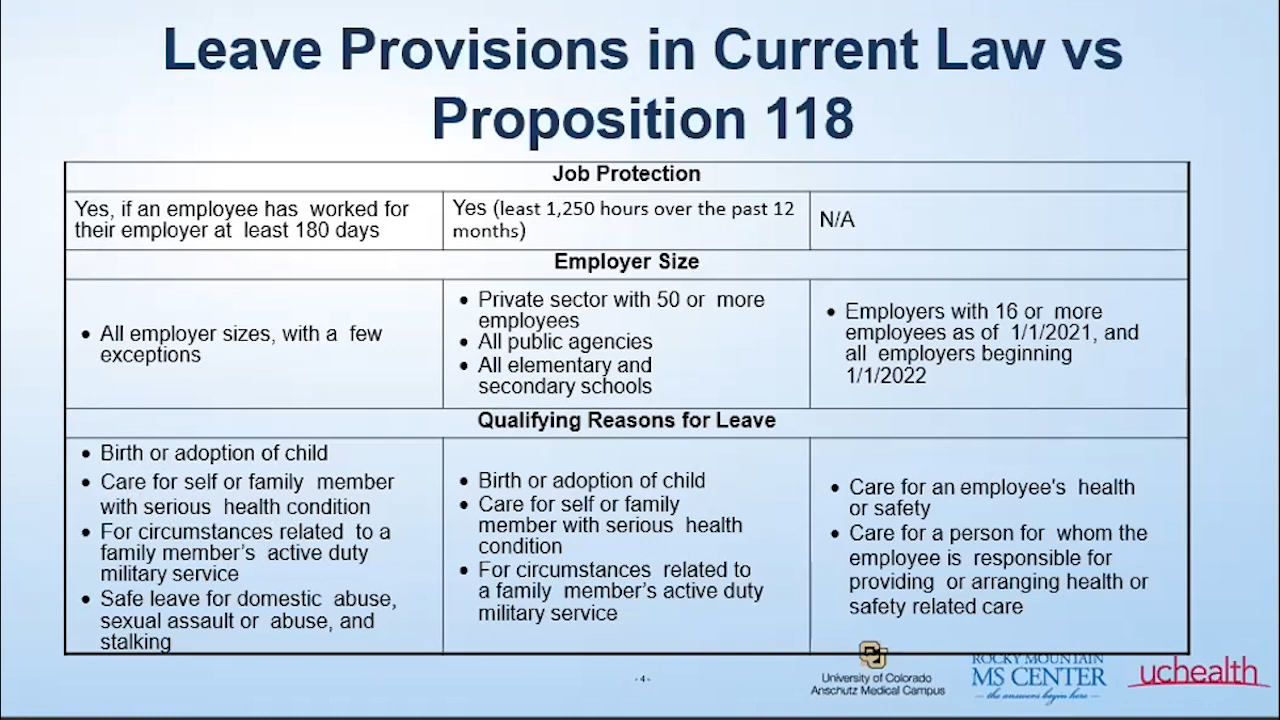 Leave Provisions in Current Law vs
Proposition 118
Job Protection
Yes, if an employee has worked for
their employer at least 180 days
Yes (least 1,250 hours over the past 12
months)
N/A
Employer Size
• All employer sizes, with a few
exceptions
• Private sector with 50 or more
employees
• All public agencies
• All elementary and
secondary schools
• Employers with 16 or more
employees as of 1/1/2021, and
all employers beginning
1/1/2022
Qualifying Reasons for Leave
• Birth or adoption of child
• Care for self or family member
with serious health condition
• For circumstances related to a
family member’s active duty
military service
• Safe leave for domestic abuse,
sexual assault or abuse, and
stalking
• Birth or adoption of child
• Care for self or family
member with serious health
condition
• For circumstances related to
a family member’s active duty
military service
• Care for an employee's health
or safety
• Care for a person for whom the
employee is responsible for
providing or arranging health or
safety related care
- 4 -
University of Colorado
Anschutz Medical Campus
ROCKY MOUNTAIN
MS CENTER
the answers begin here
uchealth